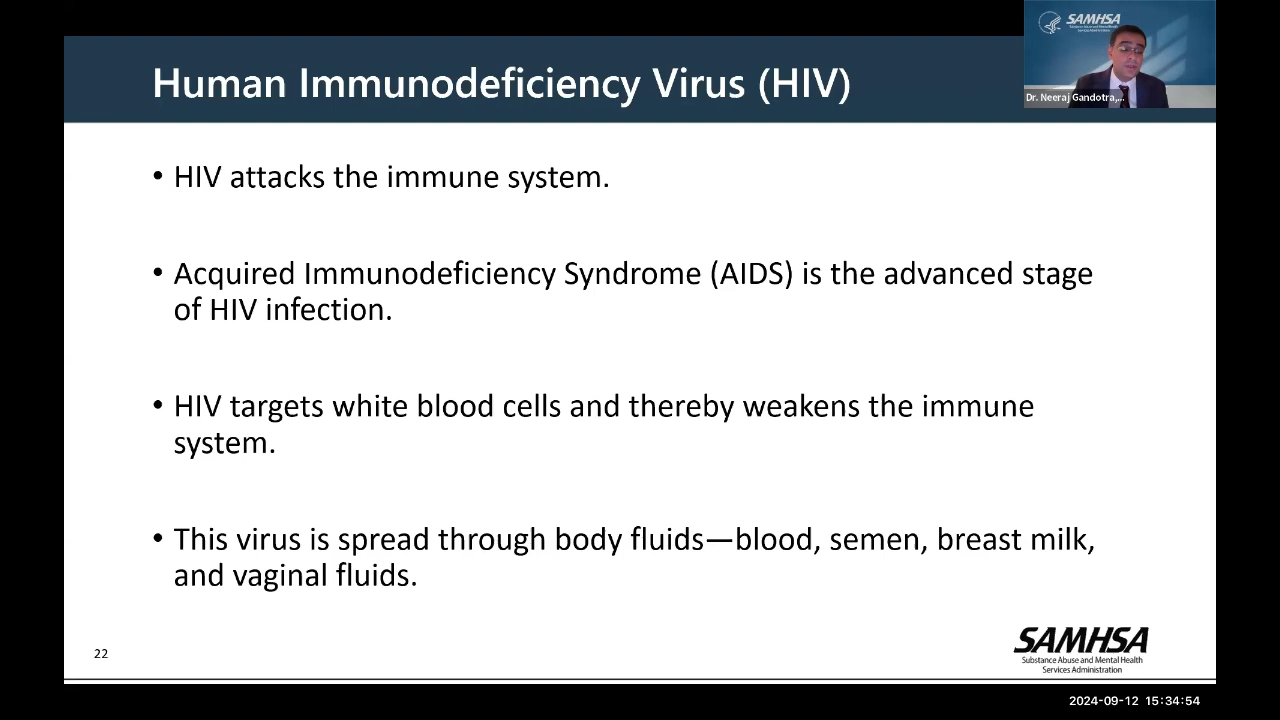 SAMHSA
Dr. Neeraj Gandotra,...
Human Immunodeficiency Virus (HIV)
• HIV attacks the immune system.
• Acquired Immunodeficiency Syndrome (AIDS) is the advanced stage
of HIV infection.
• HIV targets white blood cells and thereby weakens the immune
system.
• This virus is spread through body fluids—blood, semen, breast milk,
and vaginal fluids.
22
SAMHSA
Substance Abuse and Mental Health
Services Administration
2024-09-12 15:34:54